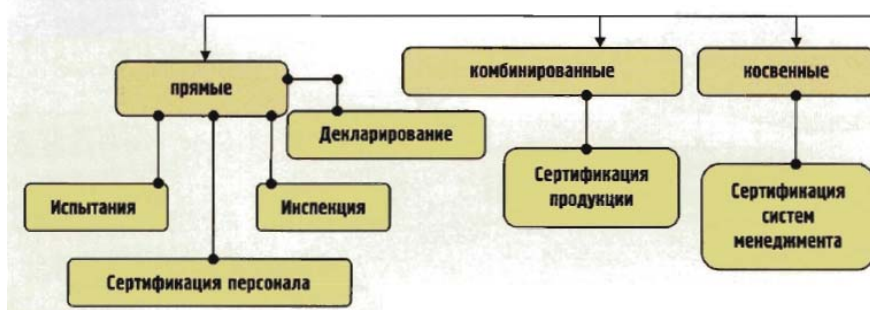 прямые
комбинированные
косвенные
Декларирование
Испытания
Инспекция
Сертификация персонала
Сертификация
продукции
Сертификация
систем
менеджмента